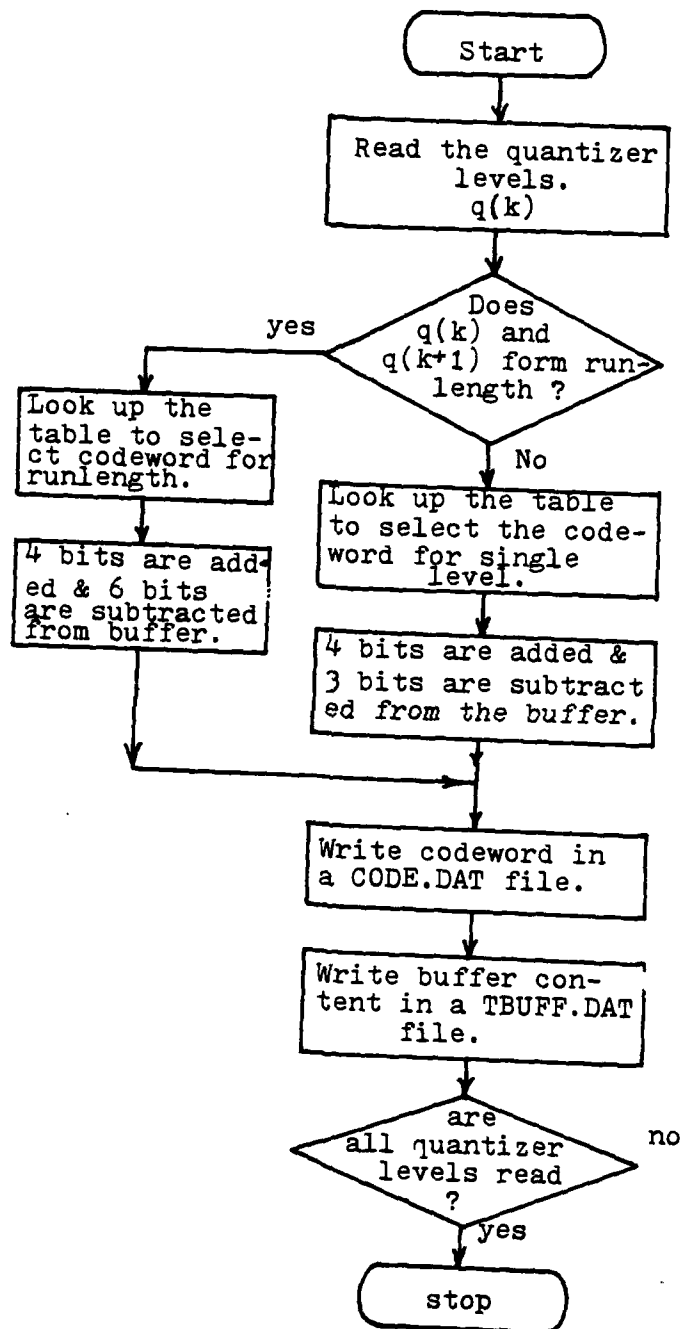 Start
Read the quantizer
levels.
q(k)
Does
q(k) and
q(k+1) form run-
length ?
yes
No
Look up the
table to sele-
ct codeword for
runlength.
4 bits are add-
ed & 6 bits
are subtracted
from buffer.
Look up the table
to select the code-
word for single
level.
4 bits are added &
3 bits are subtract
ed from the buffer.
Write codeword in
a CODE.DAT file.
Write buffer con-
tent in a TBUFF.DAT
file.
are
all quantizer
levels read
?
no
yes
stop